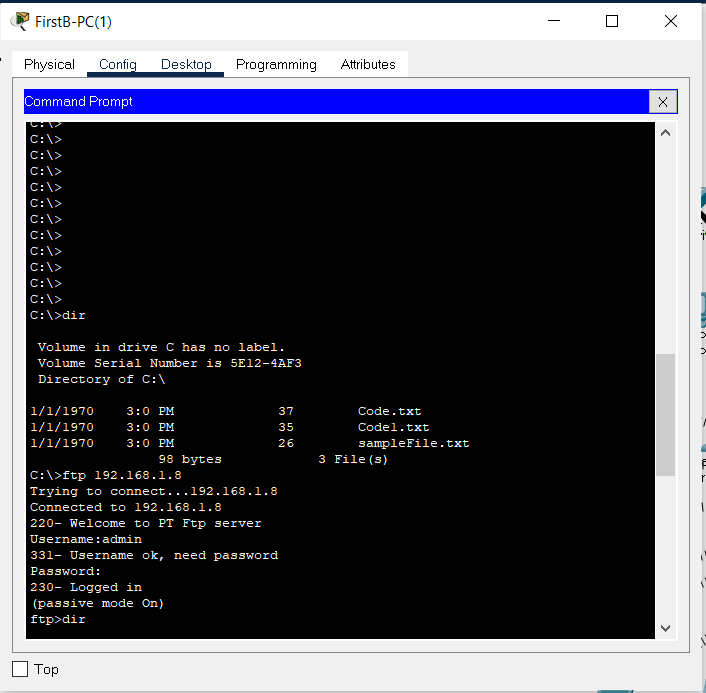 FirstB-PC(1)
Physical Config Desktop Programming Attributes
Command Prompt X
C:\>
C:\>
C:\>
C:\>
C:\>
C:\>
C:\>
C:\>
C:\>
C:\>
C:\>
C:\>
C:\>dir
Volume in drive C has no label.
Volume Serial Number is 5E12-4AF3
Directory of C:\
1/1/1970 3:0 PM 37 Code.txt
1/1/1970 3:0 PM 35 Code1.txt
1/1/1970 3:0 PM 26 sampleFile.txt
98 bytes 3 File(s)
C:\>ftp 192.168.1.8
Trying to connect...192.168.1.8
Connected to 192.168.1.8
220- Welcome to PT Ftp server
Username:admin
331- Username ok, need password
Password:
230- Logged in
(passive mode On)
ftp>dir
Top